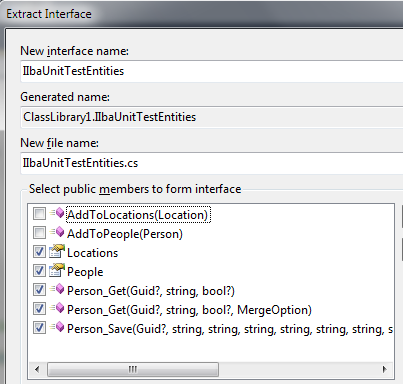 Extract Interface
New interface name:
IIbaUnitTestEntities
Generated name:
ClassLibrary1.IIbaUnitTestEntities
New file name:
IIbaUnitTestEntities.cs
Select public members to form interface
AddToLocations(Location)
AddToPeople(Person)
Locations
People
Person_Get(Guid?, string, bool?)
Person_Get(Guid?, string, bool?, MergeOption)
Person_Save(Guid?, string, string, string, string, string, string, s